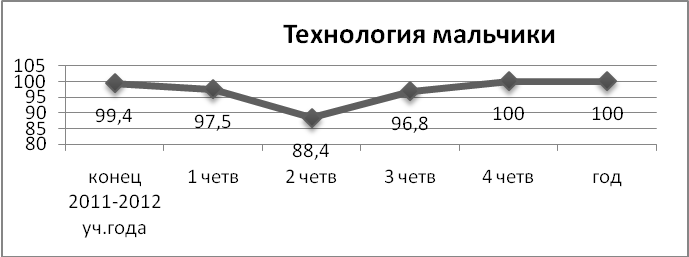 Технология мальчики
105
100
95
90
85
80
99,4
97,5
88,4
96,8
100
100
конец
2011-2012
уч.года
1 четв
2 четв
3 четв
4 четв
год